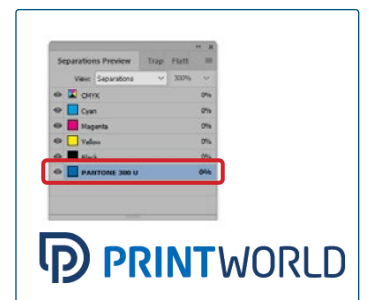 Separations Preview Trap Flatt
View: Separations 300%
CMYK 0%
Cyan 0%
Magenta 0%
Yellow 0%
Black 0%
PANTONE 300 U 0%
PRINTWORLD